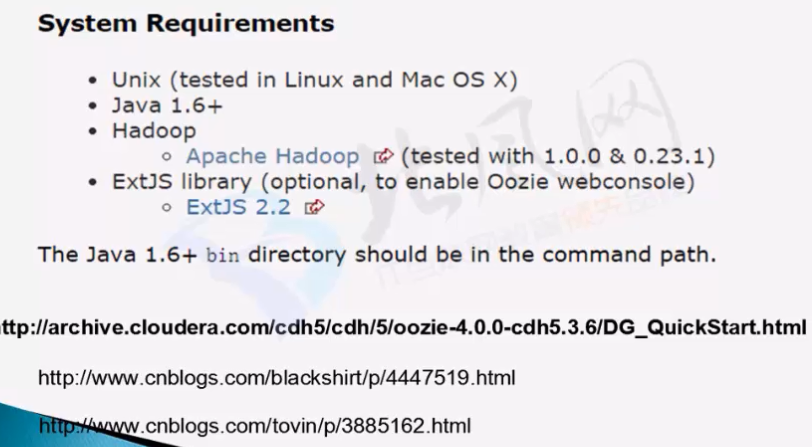 System Requirements
• Unix (tested in Linux and Mac OS X)
• Java 1.6+
• Hadoop
○ Apache Hadoop (tested with 1.0.0 & 0.23.1)
• ExtJS library (optional, to enable Oozie webconsole)
○ ExtJS 2.2
The Java 1.6+ bin directory should be in the command path.
ttp://archive.cloudera.com/cdh5/cdh/5/oozie-4.0.0-cdh5.3.6/DG_QuickStart.html
http://www.cnblogs.com/blackshirt/p/4447519.html
http://www.cnblogs.com/tovin/p/3885162.html
北风网